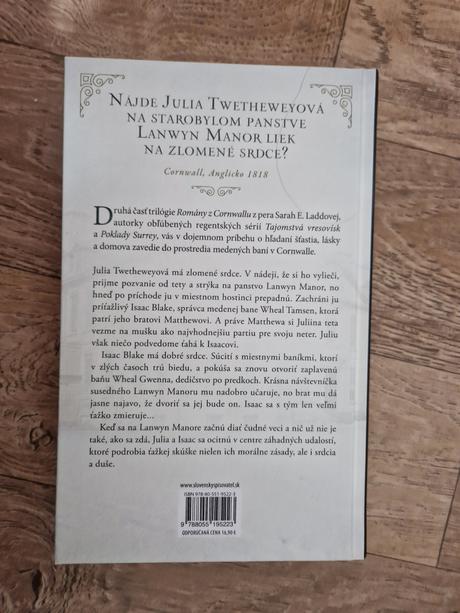 Nájde Julia Twetheweyová
na starobylom panstve
Lanwyn Manor liek
na zlomené srdce?
Cornwall, Anglicko 1818
Druhá časť trilógie Romány z Cornwallu z pera Sarah E. Laddovej,
autorky obľúbených regentských sérií Tajomstvá vresovísk
a Poklady Surrey, vás v dojemnom príbehu o hľadaní šťastia, lásky
a domova zavedie do prostredia medených baní v Cornwalle.
Julia Twetheweyová má zlomené srdce. V nádeji, že si ho vylieči,
prijme pozvanie od tety a strýka na panstvo Lanwyn Manor, no
hneď po príchode ju v miestnom hostinci prepadnú. Zachráni ju
príťažlivý Isaac Blake, správca medenej bane Wheal Tamsen, ktorá
patrí jeho bratovi Matthewovi. A práve Matthewa si Juliina teta
vezme na mušku ako najvhodnejšiu partiu pre svoju neter. Juliu
však niečo podvedome ťahá k Isaacovi.
Isaac Blake má dobré srdce. Súcití s miestnymi baníkmi, ktorí
v zlých časoch trú biedu, a pokúša sa znovu otvoriť zaplavenú
baňu Wheal Gwenna, dedičstvo po predkoch. Krásna návštevníčka
susedného Lanwyn Manoru mu nadobro učaruje, no brat mu dá
jasne najavo, že dvoriť sa jej bude on. Isaac sa s tým len veľmi
ťažko zmieruje...
Keď sa na Lanwyn Manore začnú diať čudné veci a nič už nie je
také, ako sa zdá, Julia a Isaac sa ocitnú v centre záhadných udalostí,
ktoré podrobia ťažkej skúške nielen ich morálne zásady, ale i srdcia
a duše.
www.slovenskyspisovatel.sk
ISBN 978-80-551-9522-3
9 788055 195223
ODPORÚČANÁ CENA 16,90 €